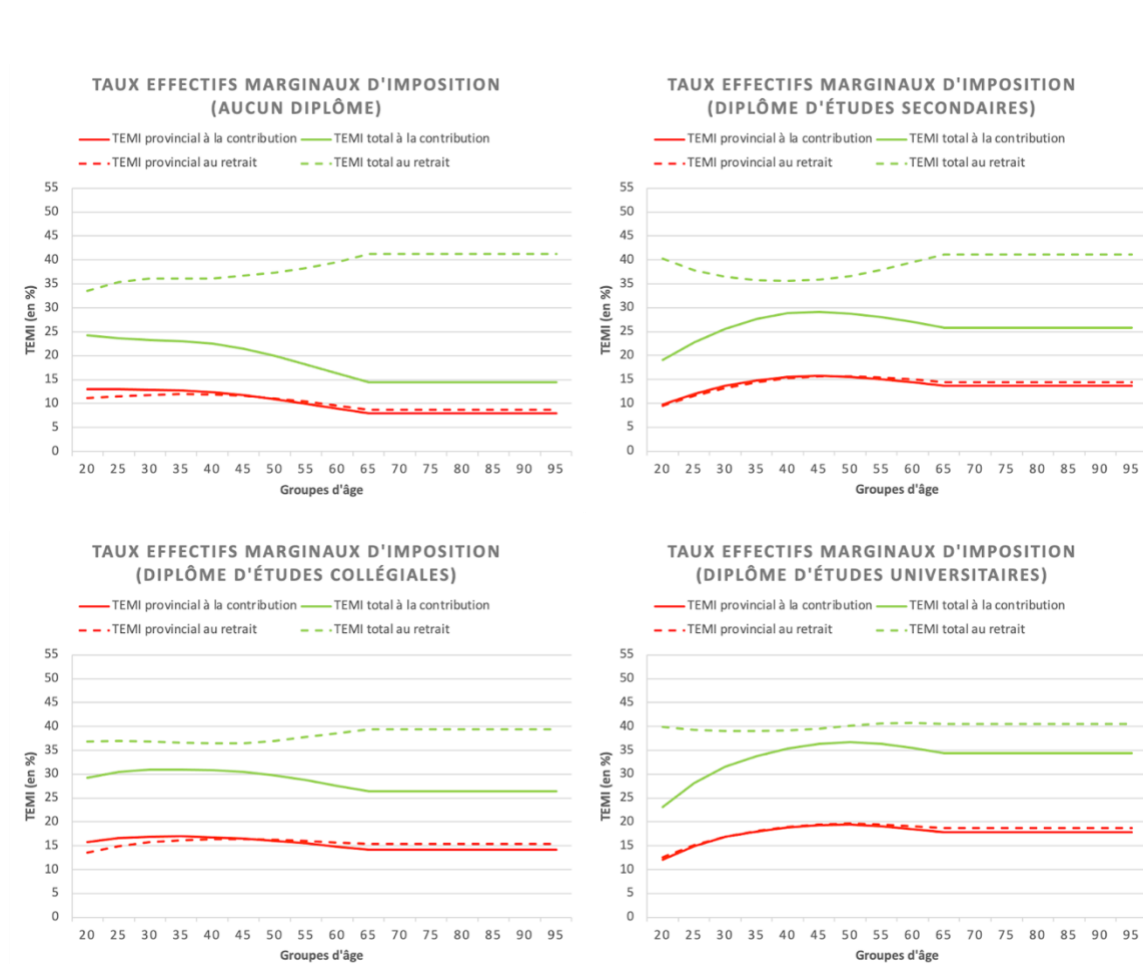 TAUX EFFECTIFS MARGINAUX D'IMPOSITION
(AUCUN DIPLÔME)
TEMI provincial à la contribution TEMI total à la contribution
TEMI provincial au retrait TEMI total au retrait
55
50
45
40
35
30
25
20
15
10
5
0
TEMI (en %)
20 25 30 35 40 45 50 55 60 65 70 75 80 85 90 95
Groupes d'âge
TAUX EFFECTIFS MARGINAUX D'IMPOSITION
(DIPLÔME D'ÉTUDES SECONDAIRES)
TEMI provincial à la contribution TEMI total à la contribution
TEMI provincial au retrait TEMI total au retrait
55
50
45
40
35
30
25
20
15
10
5
0
TEMI (en %)
20 25 30 35 40 45 50 55 60 65 70 75 80 85 90 95
Groupes d'âge
TAUX EFFECTIFS MARGINAUX D'IMPOSITION
(DIPLÔME D'ÉTUDES COLLÉGIALES)
TEMI provincial à la contribution TEMI total à la contribution
TEMI provincial au retrait TEMI total au retrait
55
50
45
40
35
30
25
20
15
10
5
0
TEMI (en %)
20 25 30 35 40 45 50 55 60 65 70 75 80 85 90 95
Groupes d'âge
TAUX EFFECTIFS MARGINAUX D'IMPOSITION
(DIPLÔME D'ÉTUDES UNIVERSITAIRES)
TEMI provincial à la contribution TEMI total à la contribution
TEMI provincial au retrait TEMI total au retrait
55
50
45
40
35
30
25
20
15
10
5
0
TEMI (en %)
20 25 30 35 40 45 50 55 60 65 70 75 80 85 90 95
Groupes d'âge